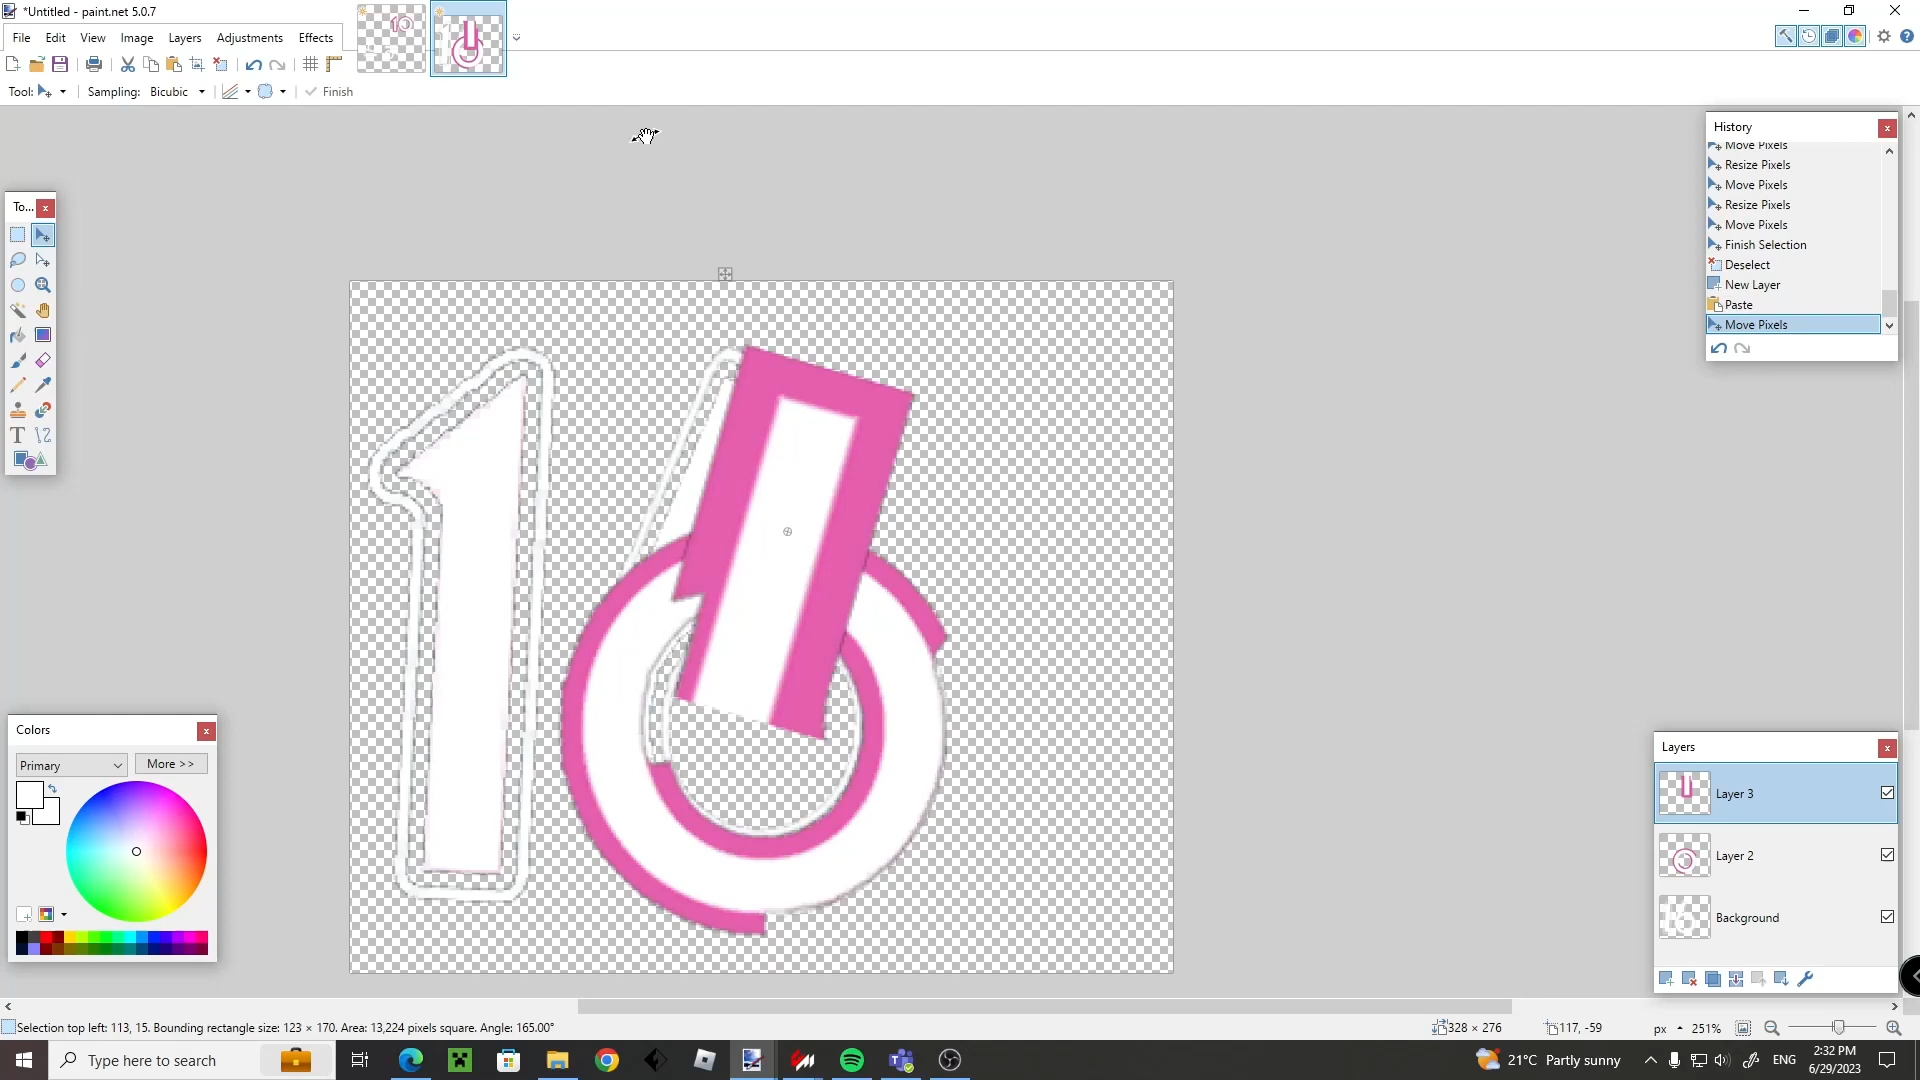 *Untitled - paint.net 5.0.7
File Edit View Image Layers Adjustments Effects
Tool: Sampling: Bicubic Finish
History
Move Pixels
Resize Pixels
Move Pixels
Resize Pixels
Move Pixels
Finish Selection
Deselect
New Layer
Paste
Move Pixels
To...
16
Colors
Primary More >>
Layers
Layer 3
Layer 2
Background
Selection top left: 113, 15. Bounding rectangle size: 123 × 170. Area: 13,224 pixels square. Angle: 165.00°
328 × 276 117, -59 px 251%
Type here to search
21°C Partly sunny ENG 2:32 PM
6/29/2023